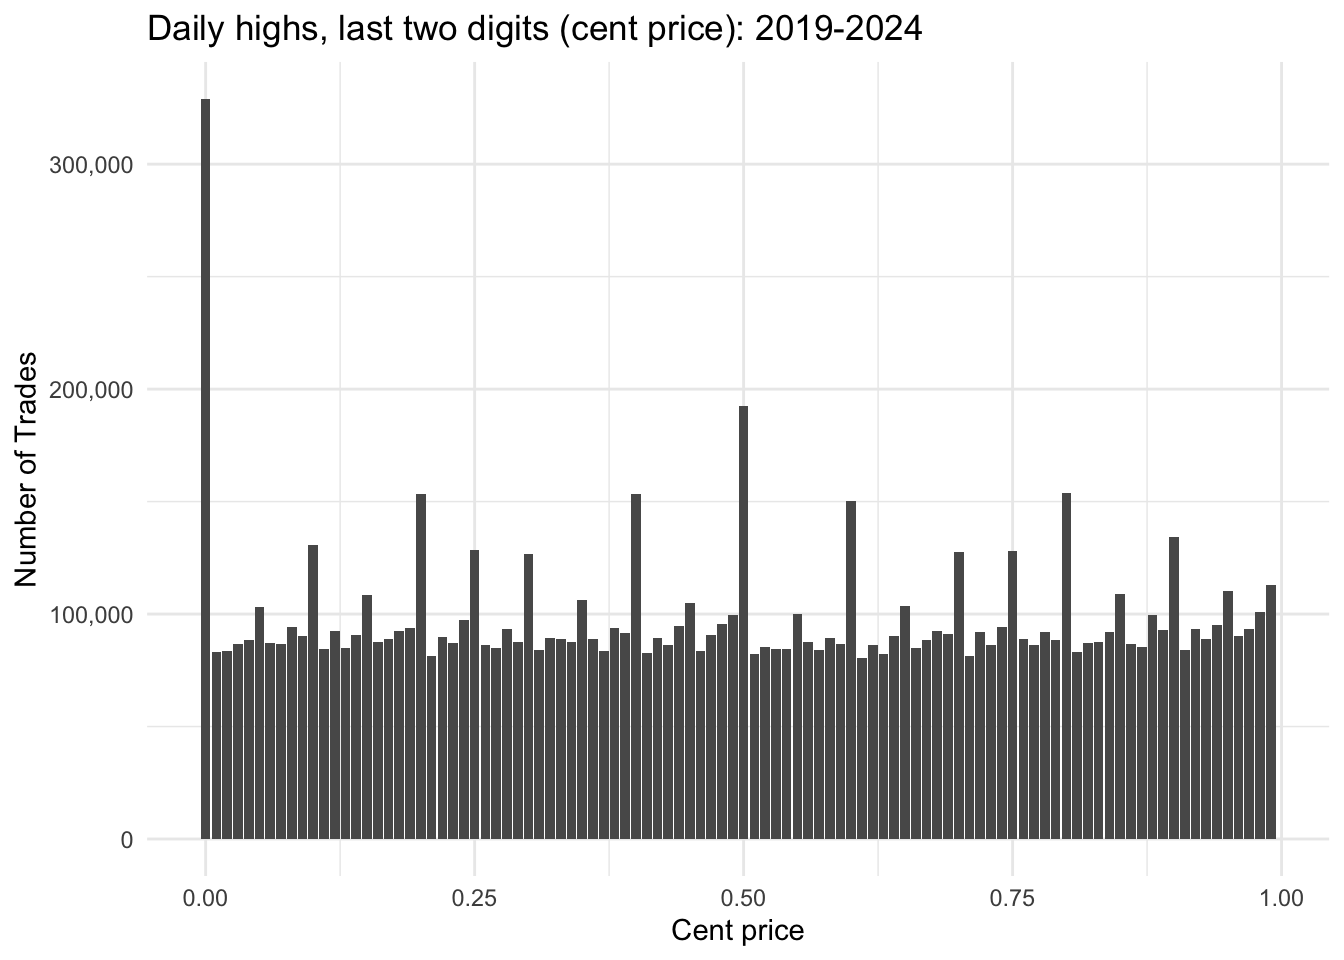 Daily highs, last two digits (cent price): 2019-2024
Number of Trades
300,000
200,000
100,000
0
0.00 0.25 0.50 0.75 1.00
Cent price